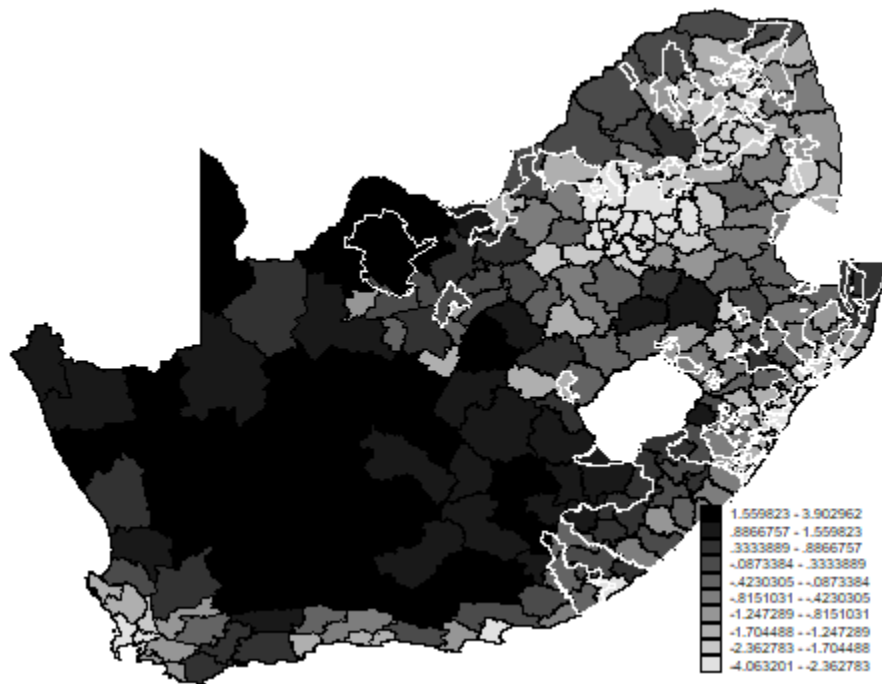 1.559823 - 3.902962
.8866757 - 1.559823
.3333889 - .8866757
-.0873384 - .3333889
-.4230305 - -.0873384
-.8151031 - -.4230305
-1.247289 - -.8151031
-1.704488 - -1.247289
-2.362783 - -1.704488
-4.063201 - -2.362783